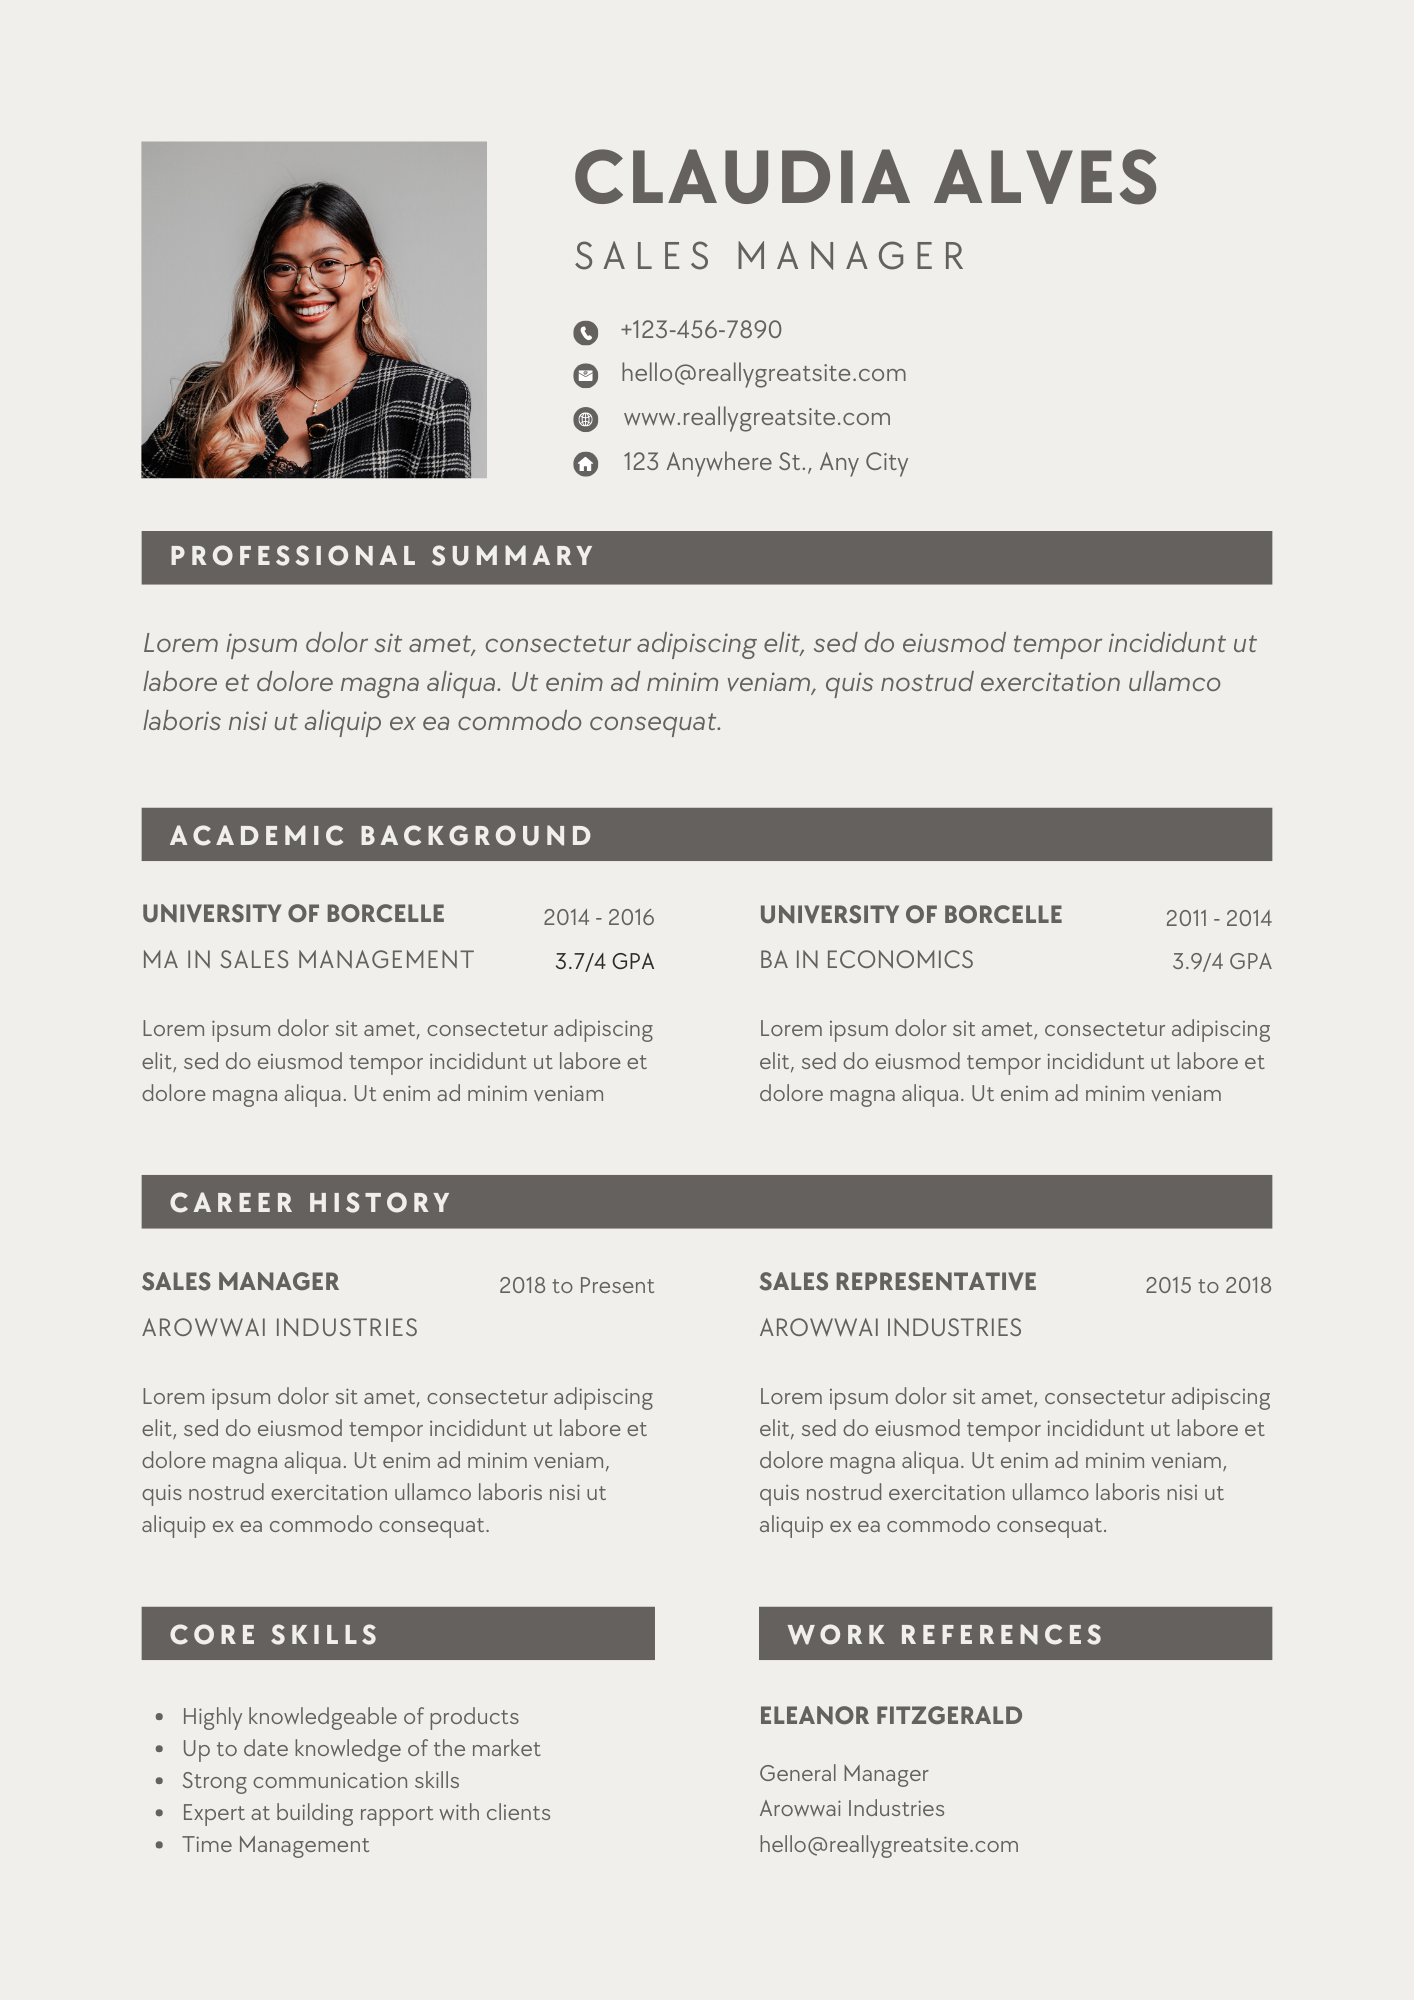 CLAUDIA ALVES
SALES MANAGER
+123-456-7890
hello@reallygreatsite.com
www.reallygreatsite.com
123 Anywhere St., Any City
PROFESSIONAL SUMMARY
Lorem ipsum dolor sit amet, consectetur adipiscing elit, sed do eiusmod tempor incididunt ut
labore et dolore magna aliqua. Ut enim ad minim veniam, quis nostrud exercitation ullamco
laboris nisi ut aliquip ex ea commodo consequat.
ACADEMIC BACKGROUND
UNIVERSITY OF BORCELLE 2014 - 2016
MA IN SALES MANAGEMENT 3.7/4 GPA
Lorem ipsum dolor sit amet, consectetur adipiscing
elit, sed do eiusmod tempor incididunt ut labore et
dolore magna aliqua. Ut enim ad minim veniam
UNIVERSITY OF BORCELLE 2011 - 2014
BA IN ECONOMICS 3.9/4 GPA
Lorem ipsum dolor sit amet, consectetur adipiscing
elit, sed do eiusmod tempor incididunt ut labore et
dolore magna aliqua. Ut enim ad minim veniam
CAREER HISTORY
SALES MANAGER 2018 to Present
AROWWAI INDUSTRIES
Lorem ipsum dolor sit amet, consectetur adipiscing
elit, sed do eiusmod tempor incididunt ut labore et
dolore magna aliqua. Ut enim ad minim veniam,
quis nostrud exercitation ullamco laboris nisi ut
aliquip ex ea commodo consequat.
SALES REPRESENTATIVE 2015 to 2018
AROWWAI INDUSTRIES
Lorem ipsum dolor sit amet, consectetur adipiscing
elit, sed do eiusmod tempor incididunt ut labore et
dolore magna aliqua. Ut enim ad minim veniam,
quis nostrud exercitation ullamco laboris nisi ut
aliquip ex ea commodo consequat.
CORE SKILLS
• Highly knowledgeable of products
• Up to date knowledge of the market
• Strong communication skills
• Expert at building rapport with clients
• Time Management
WORK REFERENCES
ELEANOR FITZGERALD
General Manager
Arowwai Industries
hello@reallygreatsite.com